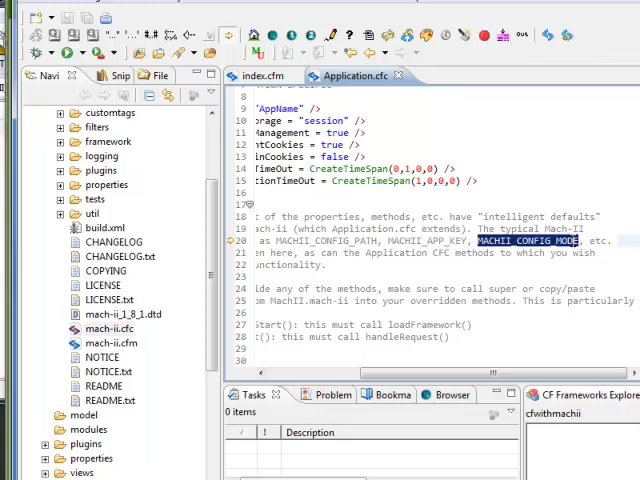 Navi
Snip
File
index.cfm
Application.cfc
customtags
filters
framework
logging
plugins
properties
tests
util
build.xml
CHANGELOG
CHANGELOG.txt
COPYING
LICENSE
LICENSE.txt
mach-ii_1_8_1.dtd
mach-ii.cfc
mach-ii.cfm
NOTICE
NOTICE.txt
README
README.txt
model
modules
plugins
properties
views
8
9 "AppName" />
10 orage = "session" />
11 Management = true />
12 ntCookies = true />
13 inCookies = false />
14 TimeOut = CreateTimeSpan(0,1,0,0) />
15 tionTimeOut = CreateTimeSpan(1,0,0,0) />
16
17
18 t of the properties, methods, etc. have "intelligent defaults"
19 ach-ii (which Application.cfc extends). The typical Mach-II
20 as MACHII_CONFIG_PATH, MACHII_APP_KEY, MACHII_CONFIG_MODE, etc.
21 en here, as can the Application CFC methods to which you wish
22 unctionality.
23
24 ide any of the methods, make sure to call super or copy/paste
25 om MachII.mach-ii into your overridden methods. This is particularly
26
27 Start(): this must call loadFramework()
28 t(): this must call handleRequest()
29
30
Tasks
Problem
Bookma
Browser
0 items
! Description
CF Frameworks Explorer
cfwithmachii